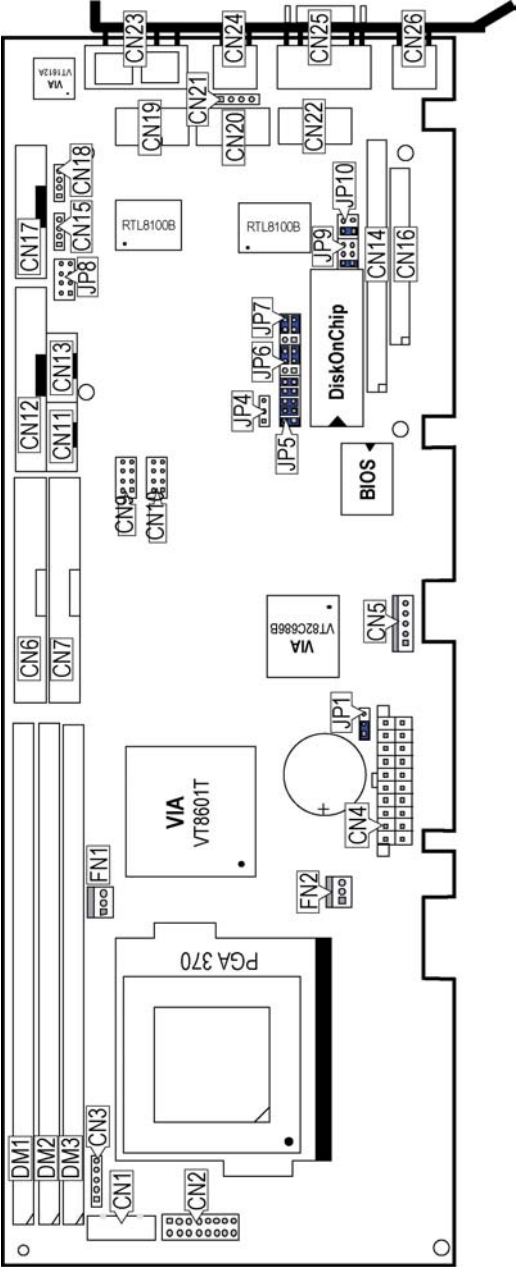 CN23
CN24
CN25
CN26
VIA
VT1612A
CN21
CN19
CN20
CN22
CN18
CN15
CN17
JP8
RTL8100B
RTL8100B
JP10
JP9
CN14
CN16
JP7
JP6
DiskOnChip
JP4
JP5
CN13
CN12
CN11
BIOS
CN9
CN10
VIA
VT82C686B
CN5
CN6
CN7
JP1
VIA
VT8601T
CN4
FN1
FN2
PGA 370
DM1
DM2
DM3
CN3
CN1
CN2